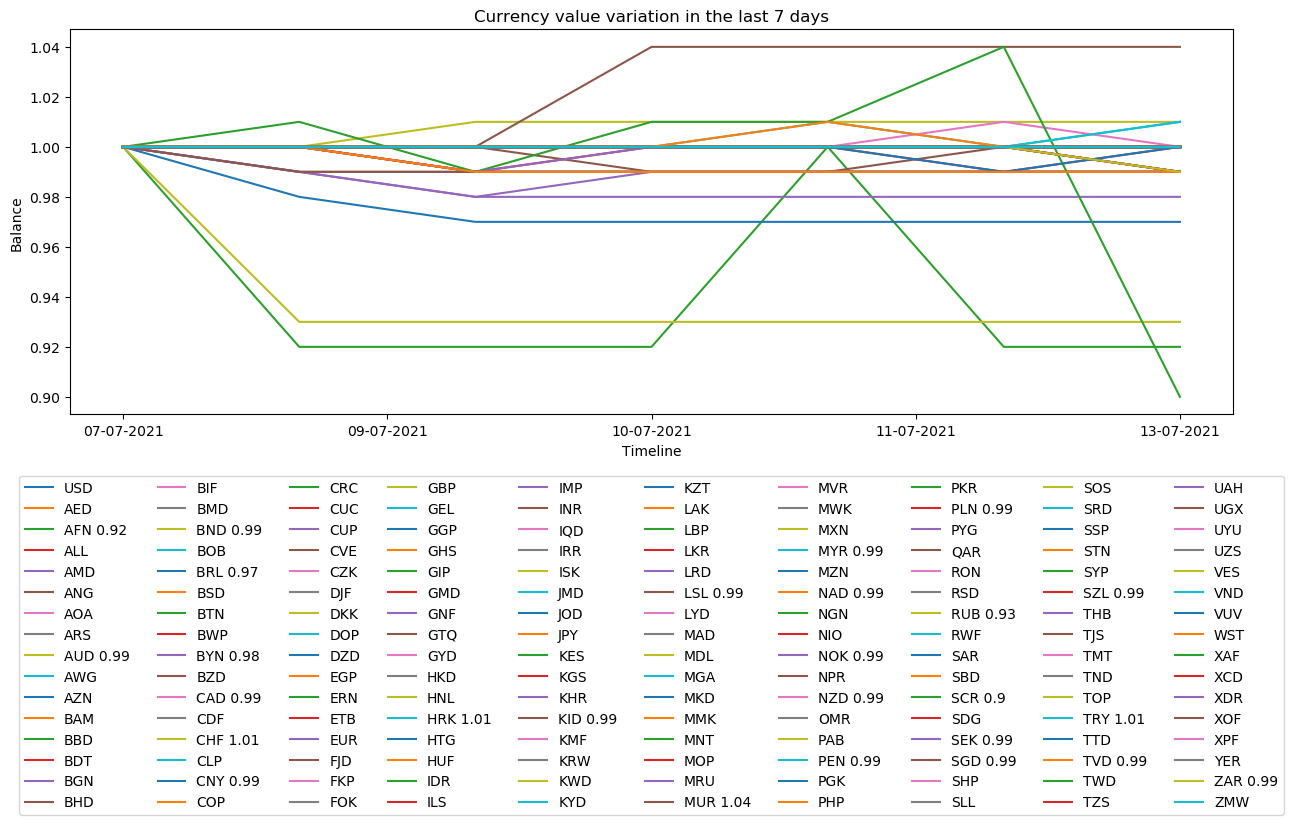 Currency value variation in the last 7 days
1.04
1.02
1.00
0.98
0.96
0.94
0.92
0.90
Balance
07-07-2021 09-07-2021 10-07-2021 11-07-2021 13-07-2021
Timeline
USD BIF CRC GBP IMP KZT MVR PKR SOS UAH
AED BMD CUC GEL INR LAK MWK PLN 0.99 SRD UGX
AFN 0.92 BND 0.99 CUP GGP IQD LBP MXN PYG SSP UYU
ALL BOB CVE GHS IRR LKR MYR 0.99 QAR STN UZS
AMD BRL 0.97 CZK GIP ISK LRD MZN RON SYP VES
ANG BSD DJF GMD JMD LSL 0.99 NAD 0.99 RSD SZL 0.99 VND
AOA BTN DKK GNF JOD LYD NGN RUB 0.93 THB VUV
ARS BWP DOP GTQ JPY MAD NIO RWF TJS WST
AUD 0.99 BYN 0.98 DZD GYD KES MDL NOK 0.99 SAR TMT XAF
AWG BZD EGP HKD KGS MGA NPR SBD TND XCD
AZN CAD 0.99 ERN HNL KHR MKD NZD 0.99 SCR 0.9 TOP XDR
BAM CDF ETB HRK 1.01 KID 0.99 MMK OMR SDG TRY 1.01 XOF
BBD CHF 1.01 EUR HTG KMF MNT PAB SEK 0.99 TTD XPF
BDT CLP FJD HUF KRW MOP PEN 0.99 SGD 0.99 TVD 0.99 YER
BGN CNY 0.99 FKP IDR KWD MRU PGK SHP TWD ZAR 0.99
BHD COP FOK ILS KYD MUR 1.04 PHP SLL TZS ZMW